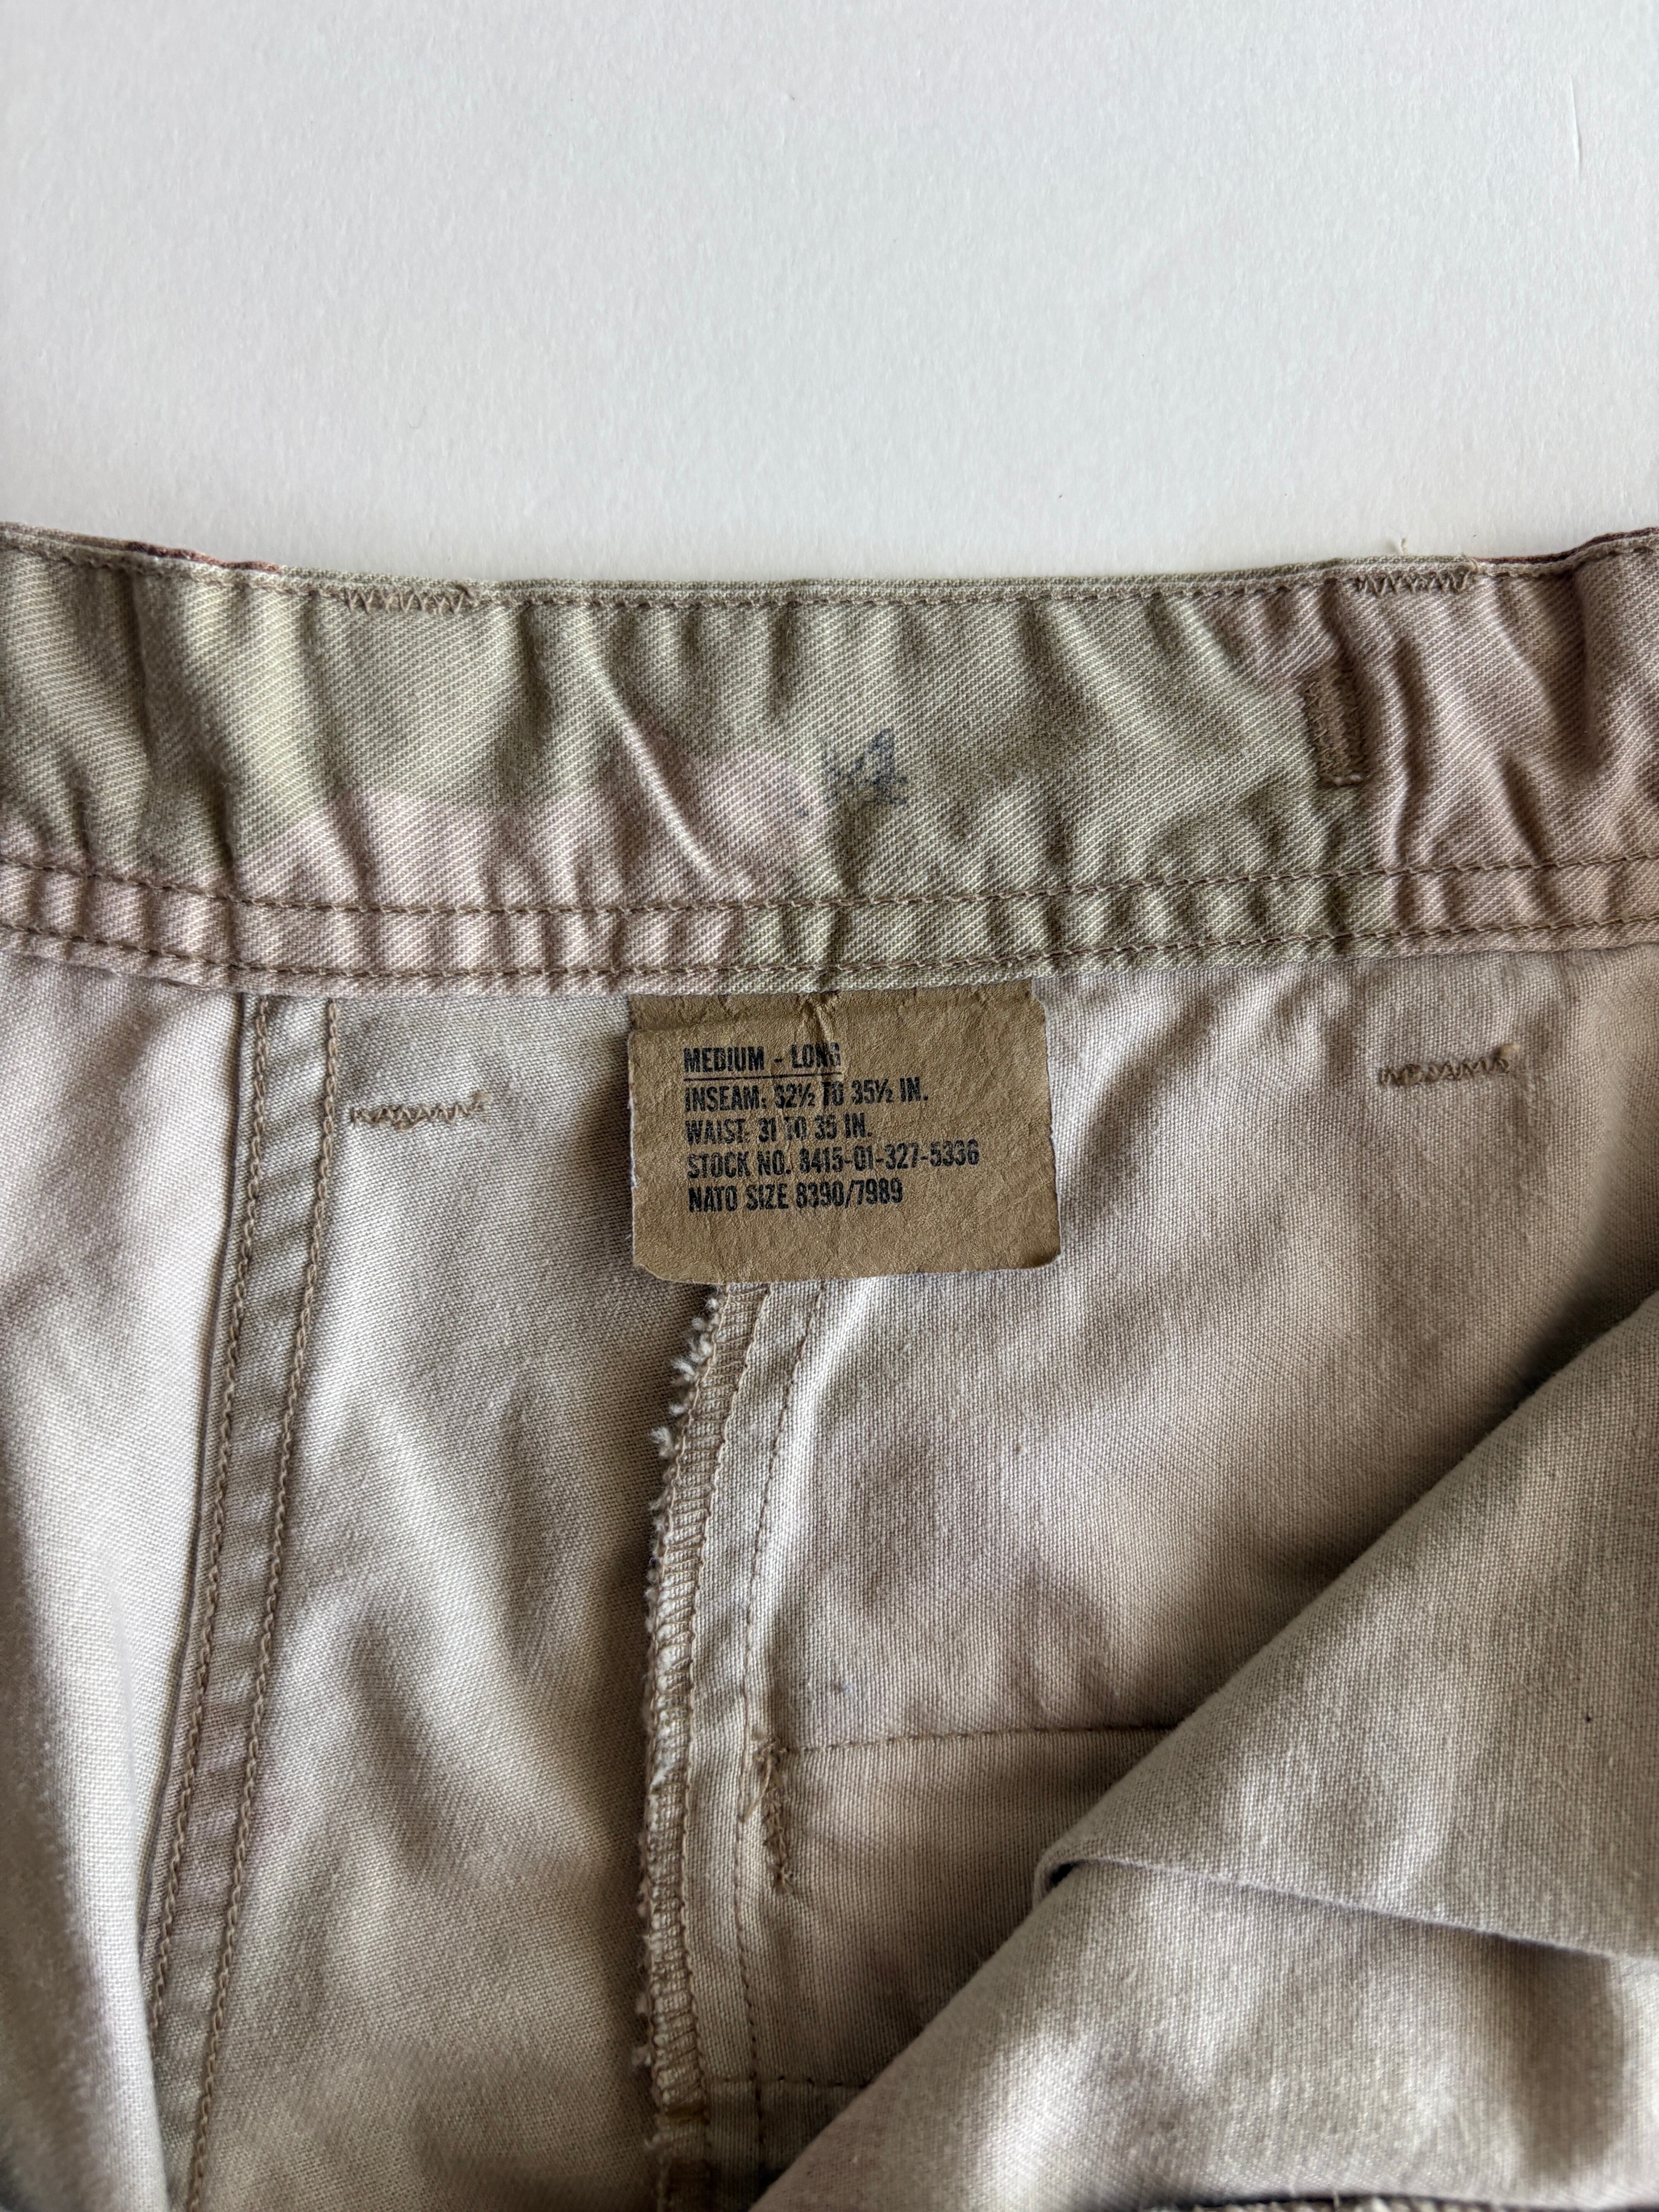 MEDIUM - LONG
INSEAM: 32½ TO 35½ IN.
WAIST: 31 TO 35 IN.
STOCK NO. 8415-01-327-5336
NATO SIZE 8390/7989